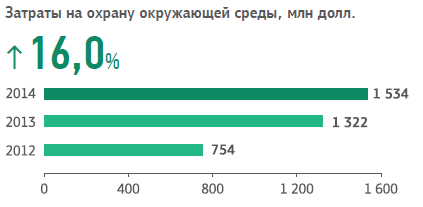 Затраты на охрану окружающей среды, млн долл.
↑16,0%
2014 1 534
2013 1 322
2012 754
0 400 800 1 200 1 600